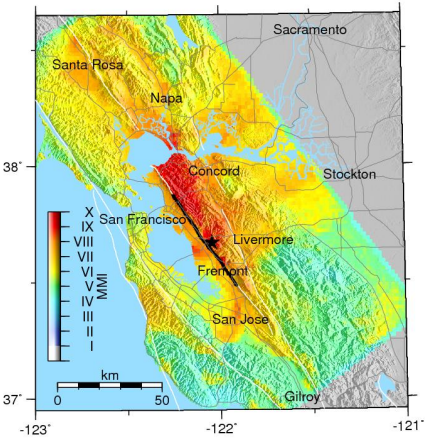 Sacramento
Santa Rosa
Napa
38°
Concord
Stockton
X
IX
VIII
VII
VI
V
IV
III
II
I
MMI
San Francisco
Livermore
Fremont
San Jose
km
0
50
37°
Gilroy
-123°
-122°
-121°